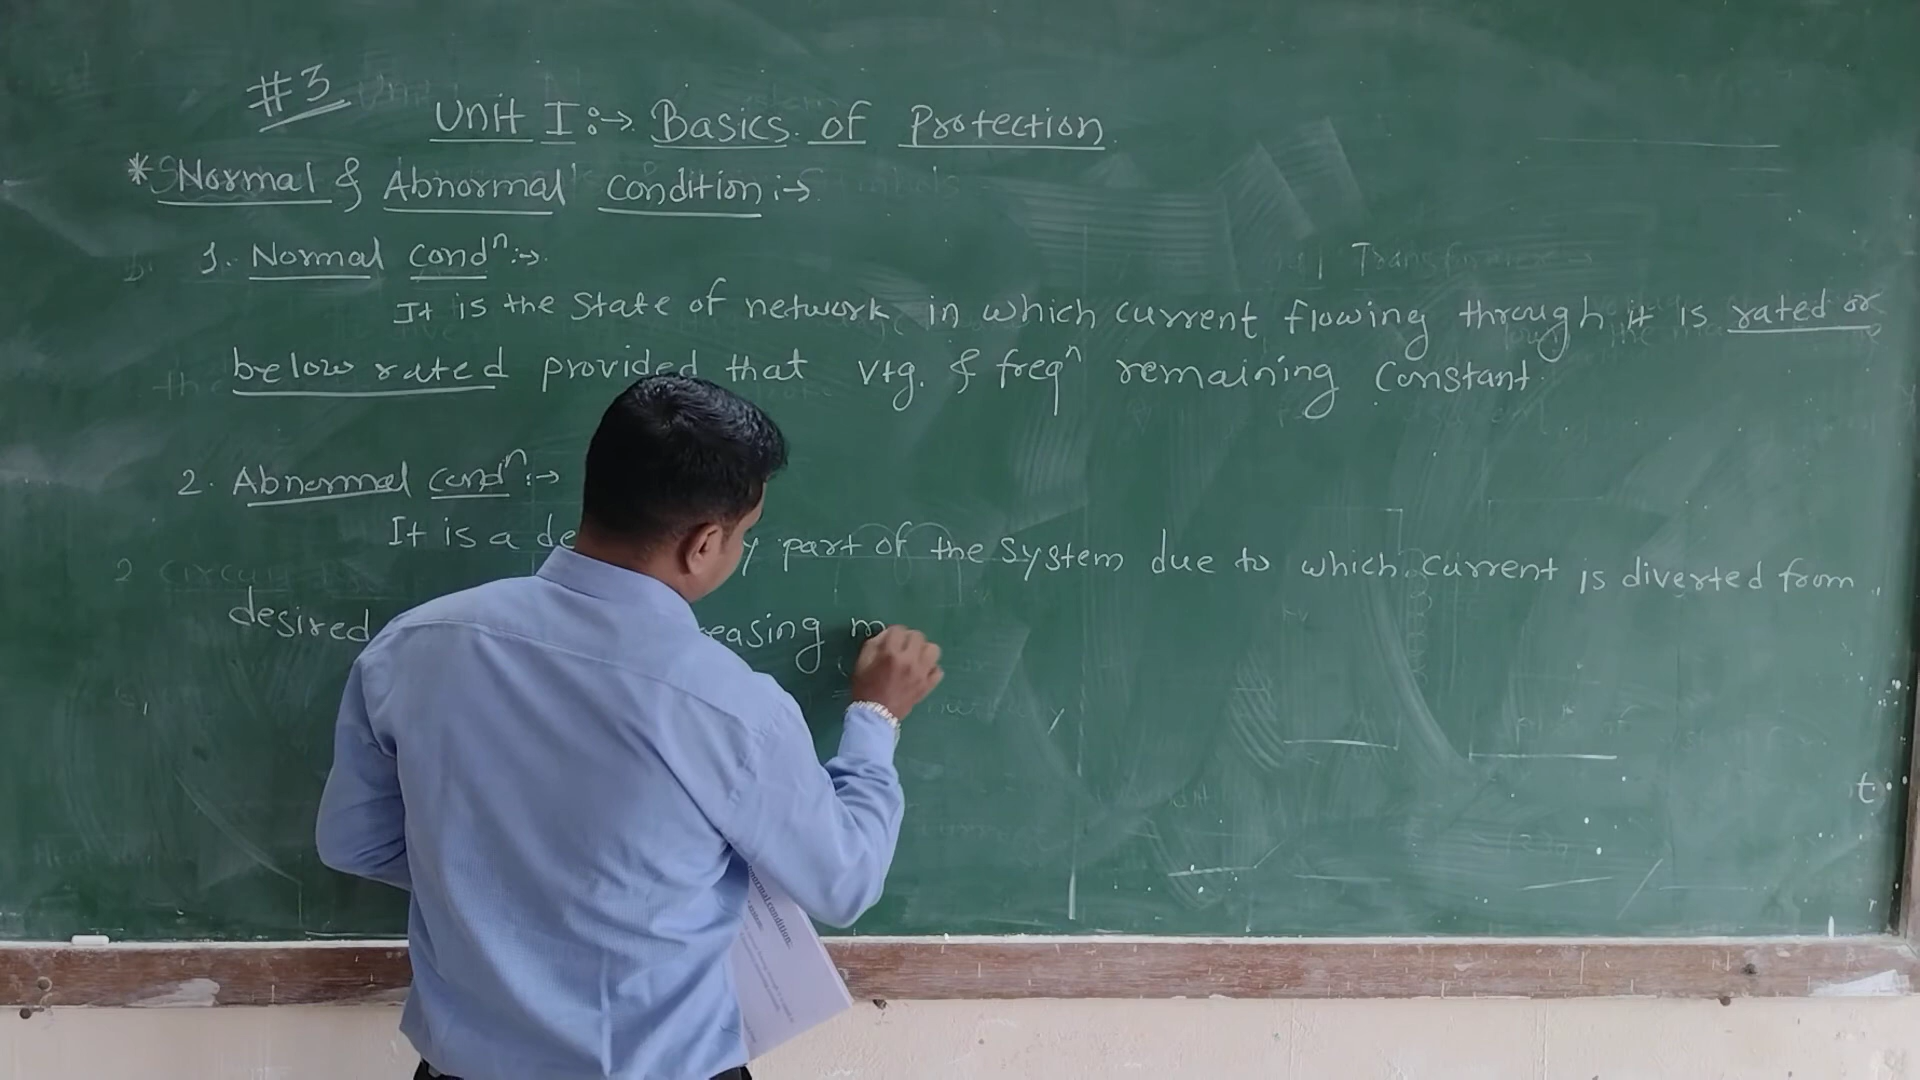 #3
Unit I :→ Basics of Protection
* Normal & Abnormal Condition :→
1. Normal Condⁿ :→
It is the state of network in which current flowing through it is rated or
below rated provided that vtg. & freqⁿ remaining constant
2. Abnormal condⁿ :→
It is a part of the system due to which current is diverted from
desired